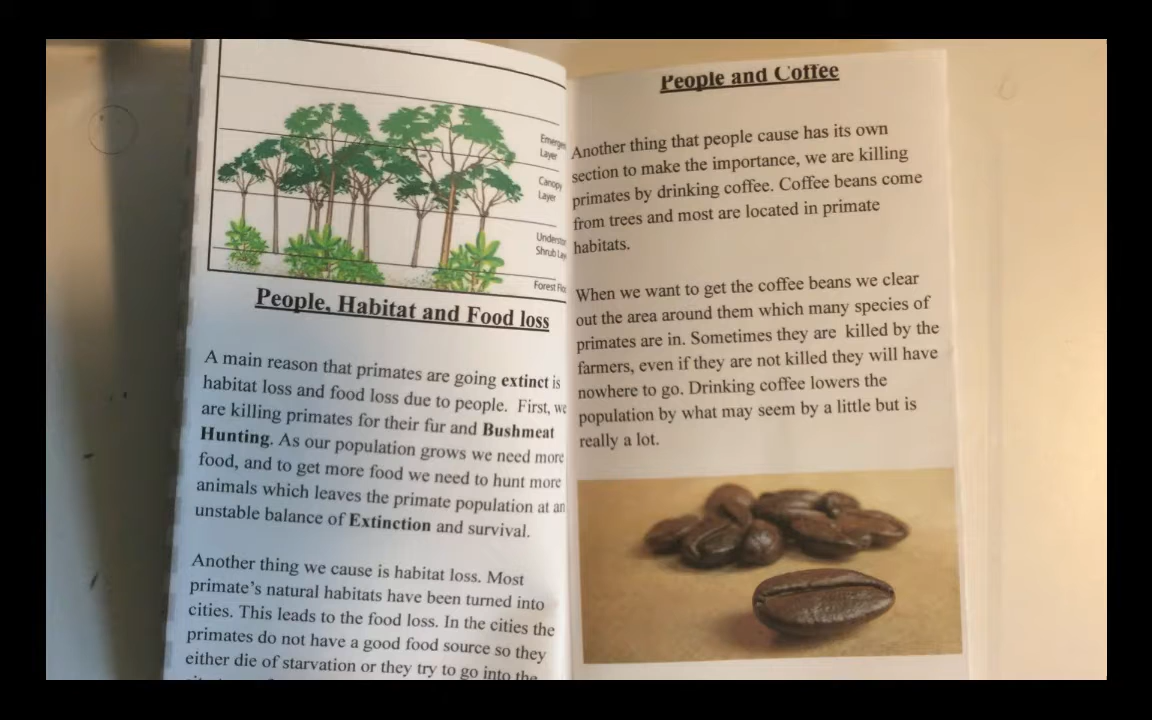 Layer
Canopy
Layer
People, Habitat and Food loss
A main reason that primates are going extinct is
habitat loss and food loss due to people. First, we
are killing primates for their fur and Bushmeat
Hunting. As our population grows we need more
food, and to get more food we need to hunt more
animals which leaves the primate population at an
unstable balance of Extinction and survival.
Another thing we cause is habitat loss. Most
primate's natural habitats have been turned into
cities. This leads to the food loss. In the cities the
primates do not have a good food source so they
either die of starvation or they try to go into the
People and Coffee
Another thing that people cause has its own
section to make the importance, we are killing
primates by drinking coffee. Coffee beans come
from trees and most are located in primate
habitats.
When we want to get the coffee beans we clear
out the area around them which many species of
primates are in. Sometimes they are killed by the
farmers, even if they are not killed they will have
nowhere to go. Drinking coffee lowers the
population by what may seem by a little but is
really a lot.